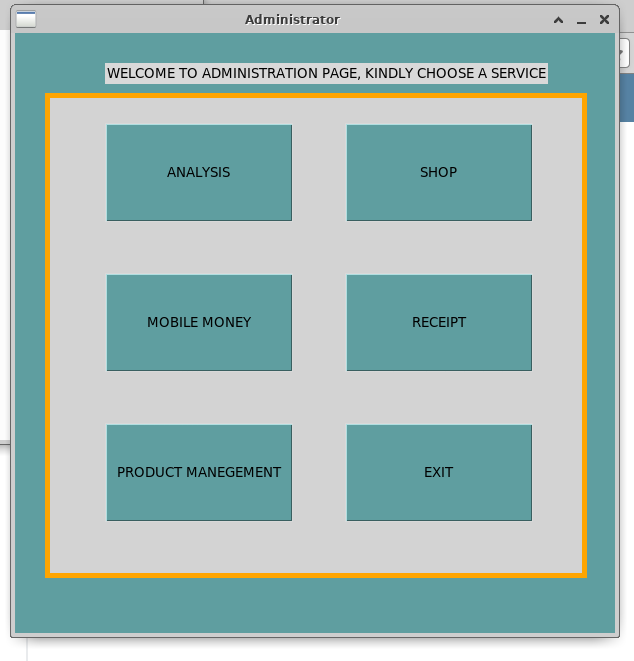 Administrator
WELCOME TO ADMINISTRATION PAGE, KINDLY CHOOSE A SERVICE
ANALYSIS
SHOP
MOBILE MONEY
RECEIPT
PRODUCT MANEGEMENT
EXIT